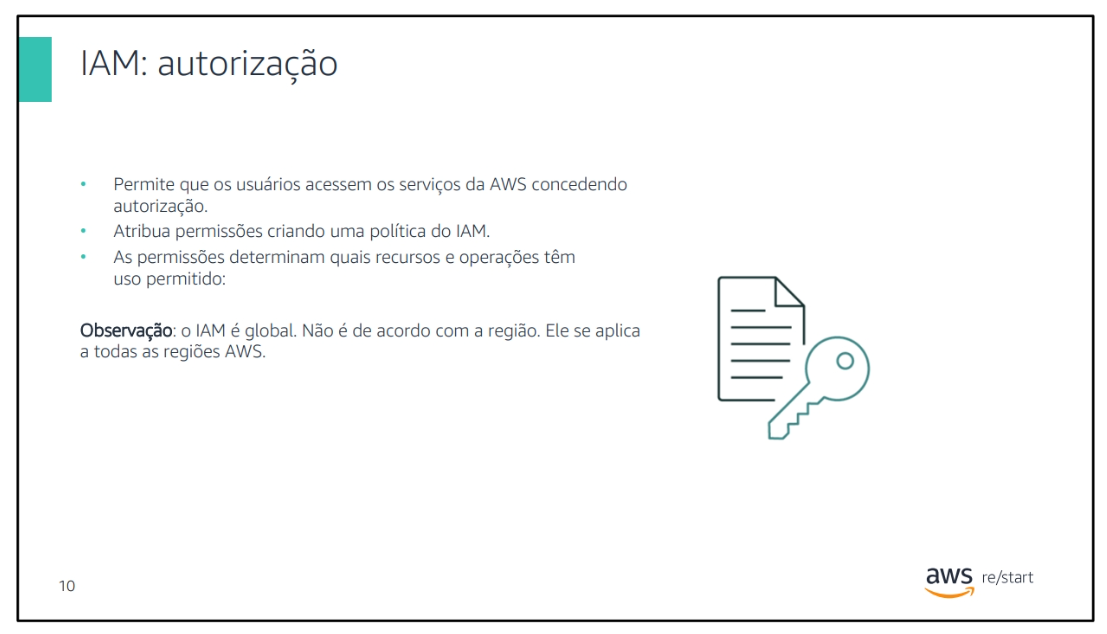 IAM: autorização
• Permite que os usuários acessem os serviços da AWS concedendo
autorização.
• Atribua permissões criando uma política do IAM.
• As permissões determinam quais recursos e operações têm
uso permitido:
Observação: o IAM é global. Não é de acordo com a região. Ele se aplica
a todas as regiões AWS.
10
aws re/start